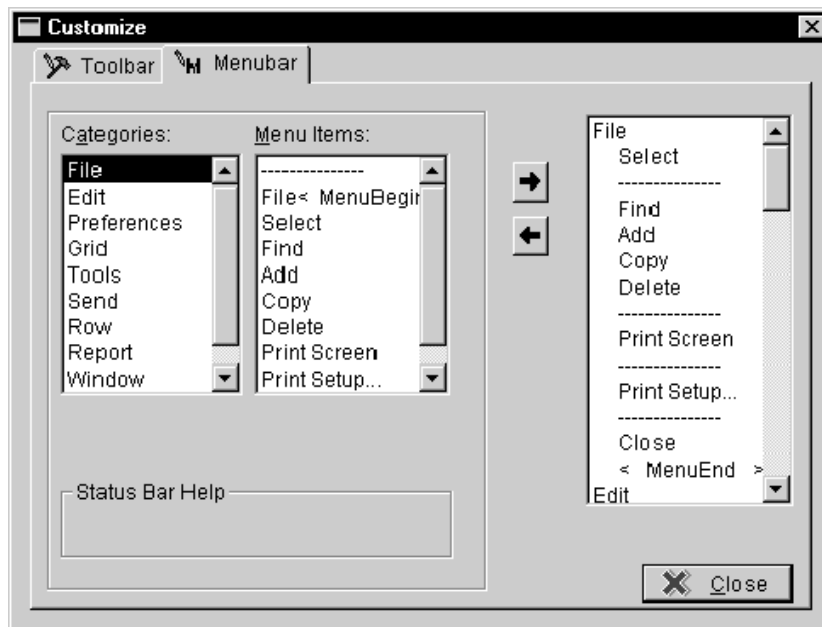 Customize
Toolbar
Menubar
Categories:
File
Edit
Preferences
Grid
Tools
Send
Row
Report
Window
Menu Items:
---------------
File< MenuBegin
Select
Find
Add
Copy
Delete
Print Screen
Print Setup...
File
Select
---------------
Find
Add
Copy
Delete
---------------
Print Screen
---------------
Print Setup...
---------------
Close
< MenuEnd >
Edit
Status Bar Help
Close